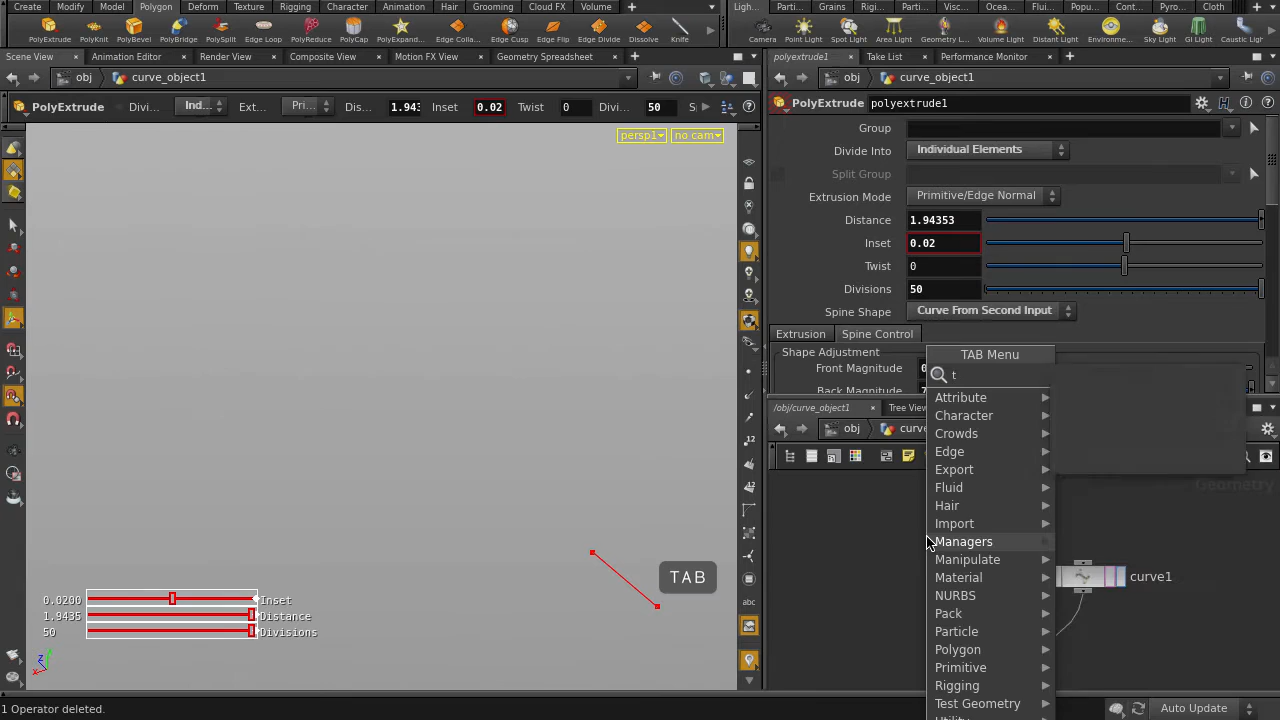 Create Modify Model Polygon Deform Texture Rigging Character Animation Hair Grooming Cloud FX Volume
Ligh... Parti... Grains Rigi... Parti... Visc... Ocea... Flui... Popu... Cont... Pyro... Cloth
PolyExtrude PolyKnit PolyBevel PolyBridge PolySplit Edge Loop PolyReduce PolyCap PolyExpand... Edge Colla... Edge Cusp Edge Flip Edge Divide Dissolve Knife
Camera Point Light Spot Light Area Light Geometry L... Volume Light Distant Light Environme... Sky Light GI Light Caustic Light
Scene View Animation Editor Render View Composite View Motion FX View Geometry Spreadsheet
polyextrude1 Take List Performance Monitor
obj curve_object1
obj curve_object1
PolyExtrude Divi... Ind... Ext... Pri... Dis... 1.943 Inset 0.02 Twist 0 Divi... 50 S
PolyExtrude polyextrude1
persp1 no cam
Group
Divide Into Individual Elements
Split Group
Extrusion Mode Primitive/Edge Normal
Distance 1.94353
Inset 0.02
Twist 0
Divisions 50
Spine Shape Curve From Second Input
Extrusion Spine Control
Shape Adjustment
Front Magnitude
Back Magnitude
/obj/curve_object1 Tree View
obj
TAB Menu
t
Attribute
Character
Crowds
Edge
Export
Fluid
Hair
Import
Managers
Manipulate
Material
NURBS
Pack
Particle
Polygon
Primitive
Rigging
Test Geometry
Utility
Geometry
curve1
TAB
12
12
abc
0.0200 Inset
1.9435 Distance
50 Divisions
z y x
1 Operator deleted.
Auto Update